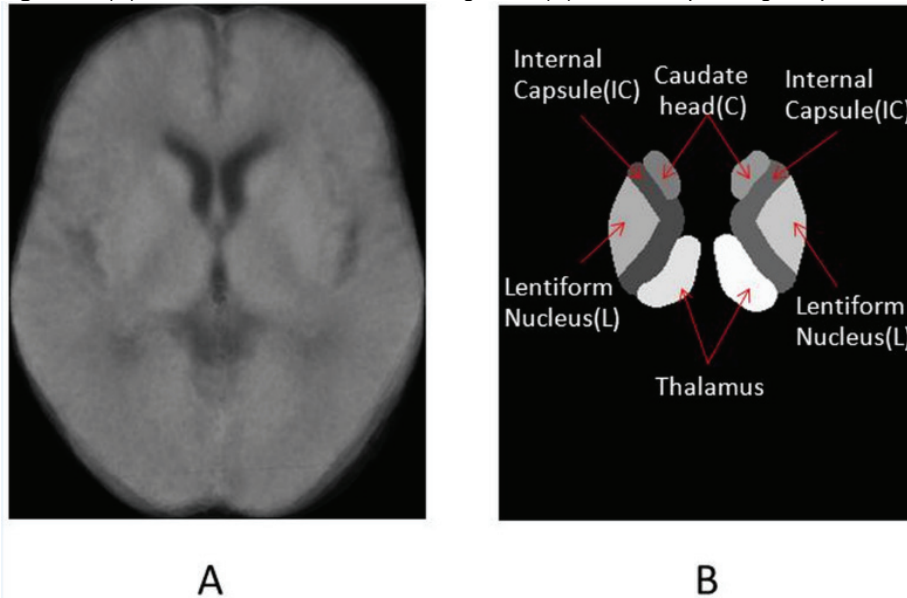 Internal
Capsule(IC)
Caudate
head(C)
Internal
Capsule(IC)
Lentiform
Nucleus(L)
Lentiform
Nucleus(L)
Thalamus
A
B